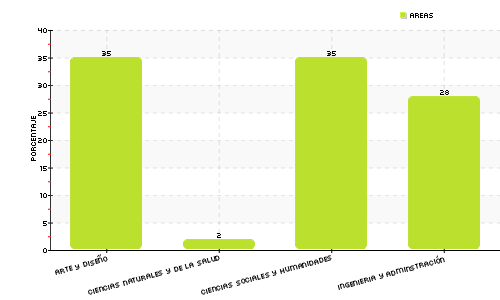 AREAS
40
35
30
25
20
15
10
5
0
PORCENTAJE
35
2
35
28
ARTE Y DISEÑO
CIENCIAS NATURALES Y DE LA SALUD
CIENCIAS SOCIALES Y HUMANIDADES
INGENIERIA Y ADMINSTRACIÓN